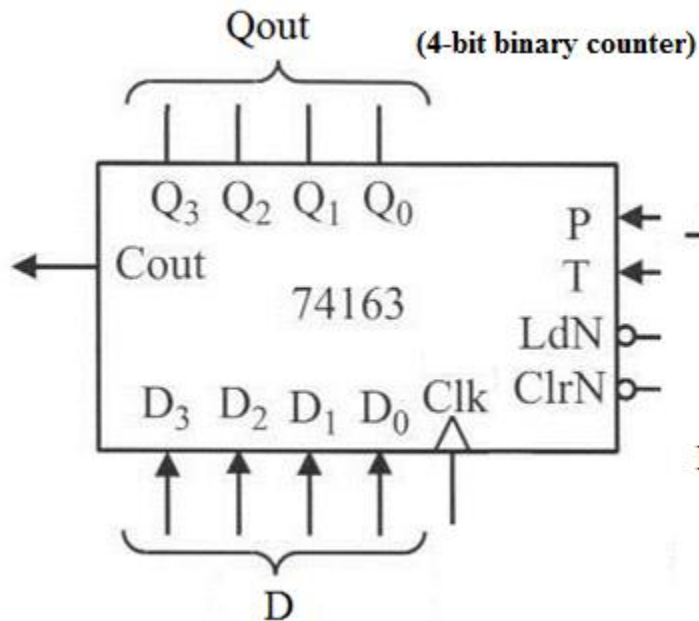 Qout (4-bit binary counter)
Q3 Q2 Q1 Q0
P
Cout T
74163
LdN
ClrN
D3 D2 D1 D0 Clk
D